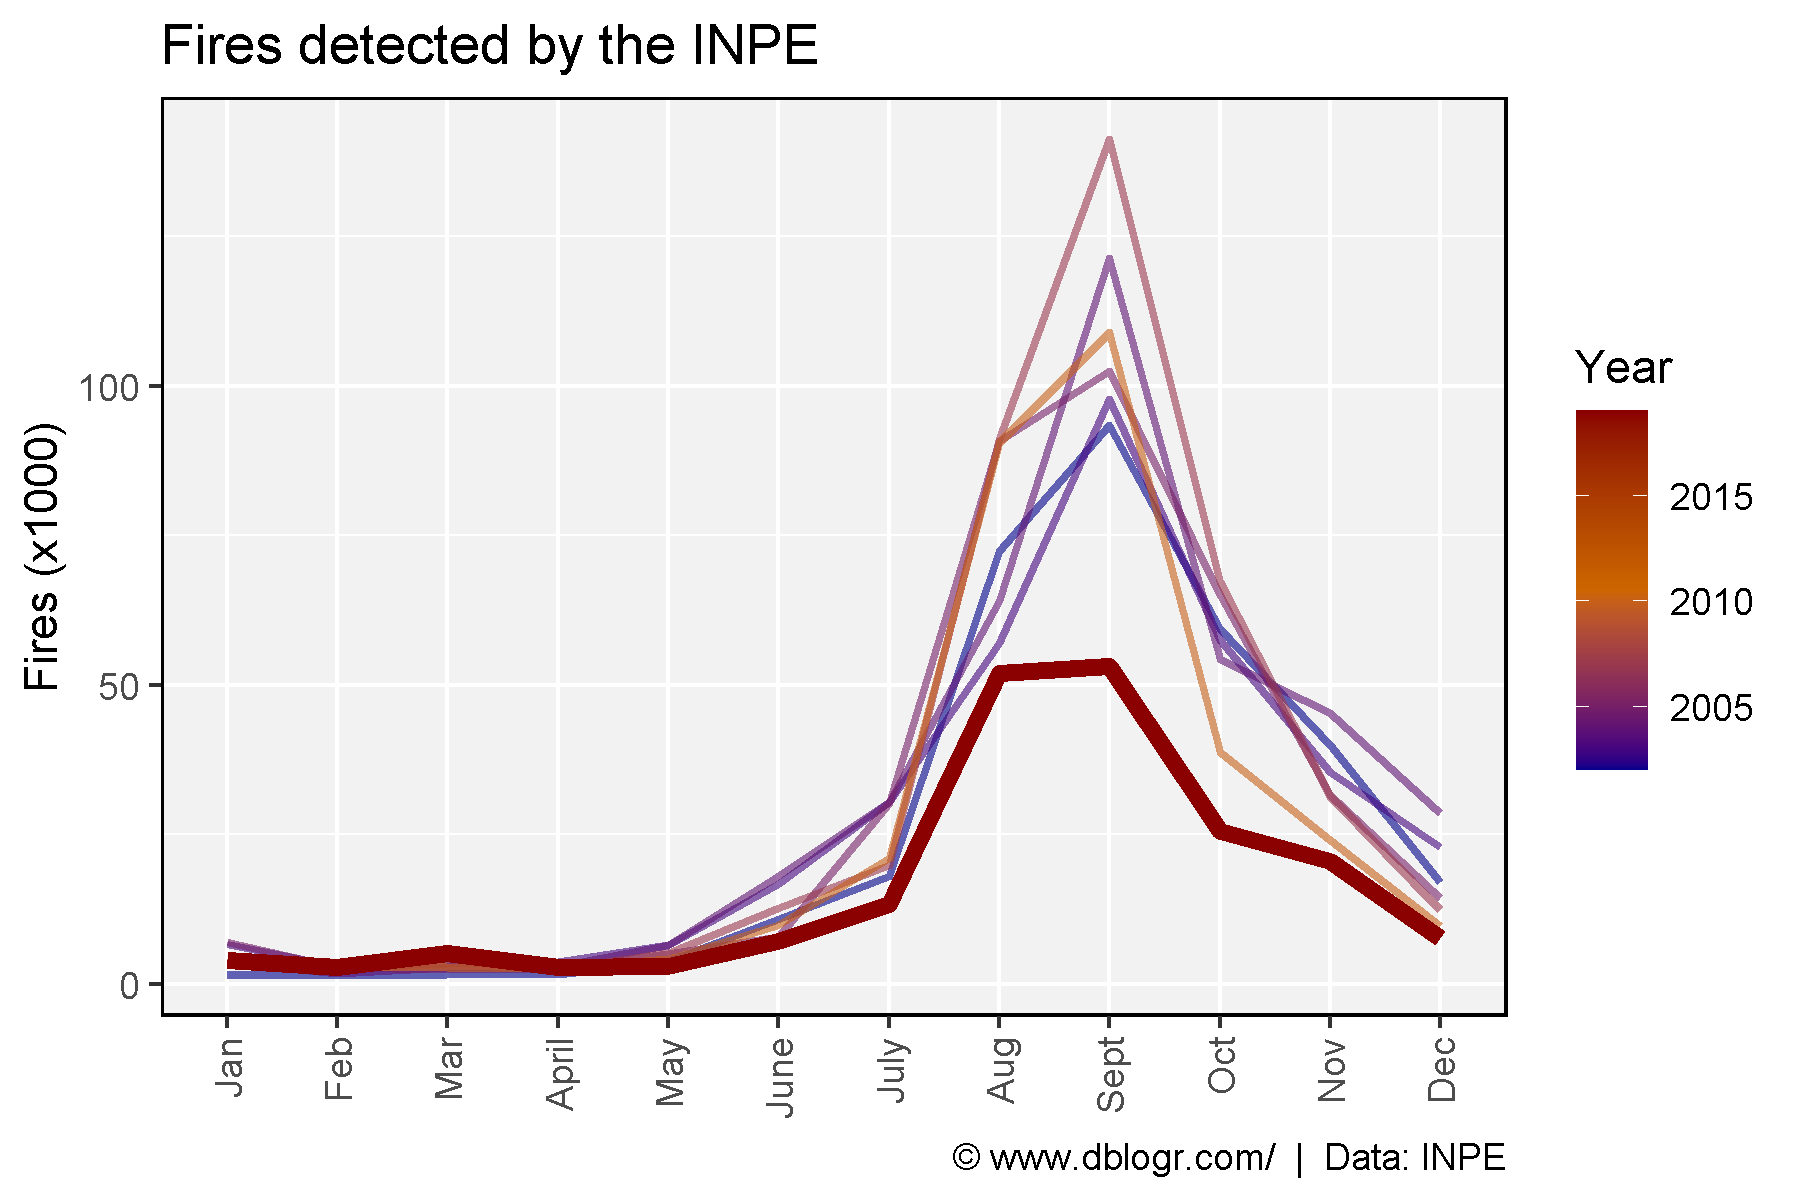 Fires detected by the INPE
Fires (x1000)
100
50
0
Jan
Feb
Mar
April
May
June
July
Aug
Sept
Oct
Nov
Dec
Year
2015
2010
2005
© www.dblogr.com/ | Data: INPE